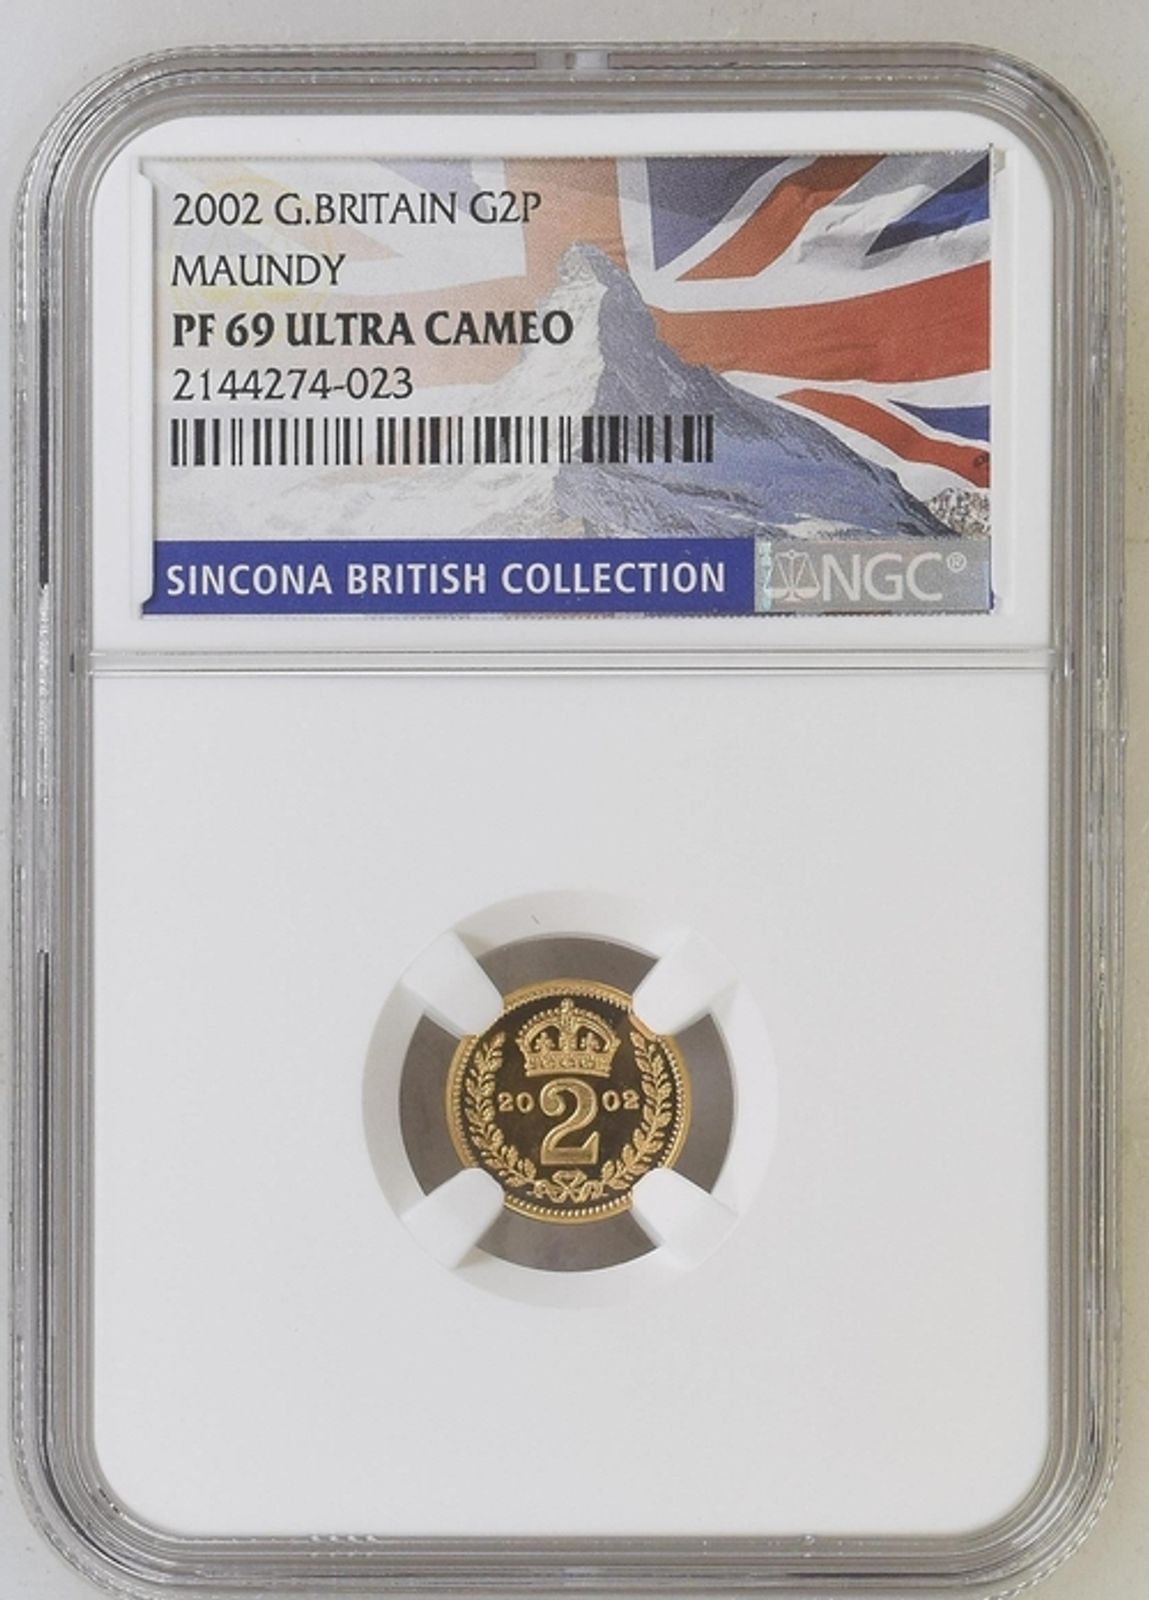 2002 G.BRITAIN G2P
MAUNDY
PF 69 ULTRA CAMEO
2144274-023
SINCONA BRITISH COLLECTION
NGC®
20 2 02